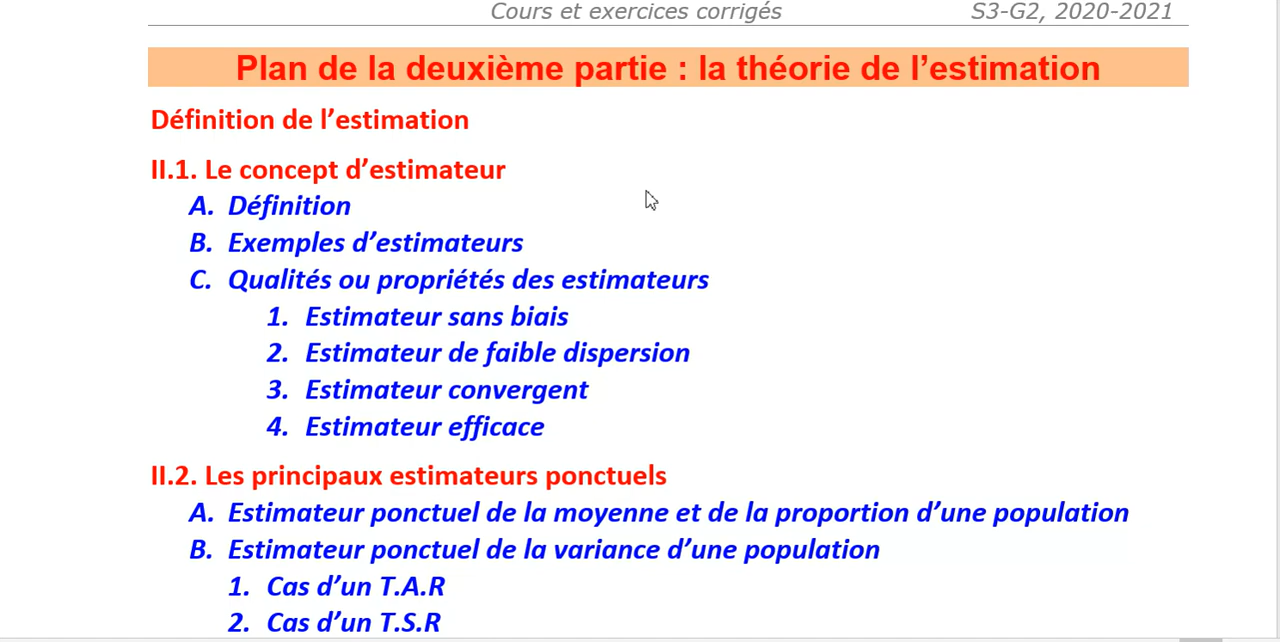 Cours et exercices corrigés S3-G2, 2020-2021
Plan de la deuxième partie : la théorie de l’estimation
Définition de l’estimation
II.1. Le concept d’estimateur
A. Définition
B. Exemples d’estimateurs
C. Qualités ou propriétés des estimateurs
1. Estimateur sans biais
2. Estimateur de faible dispersion
3. Estimateur convergent
4. Estimateur efficace
II.2. Les principaux estimateurs ponctuels
A. Estimateur ponctuel de la moyenne et de la proportion d’une population
B. Estimateur ponctuel de la variance d’une population
1. Cas d’un T.A.R
2. Cas d’un T.S.R